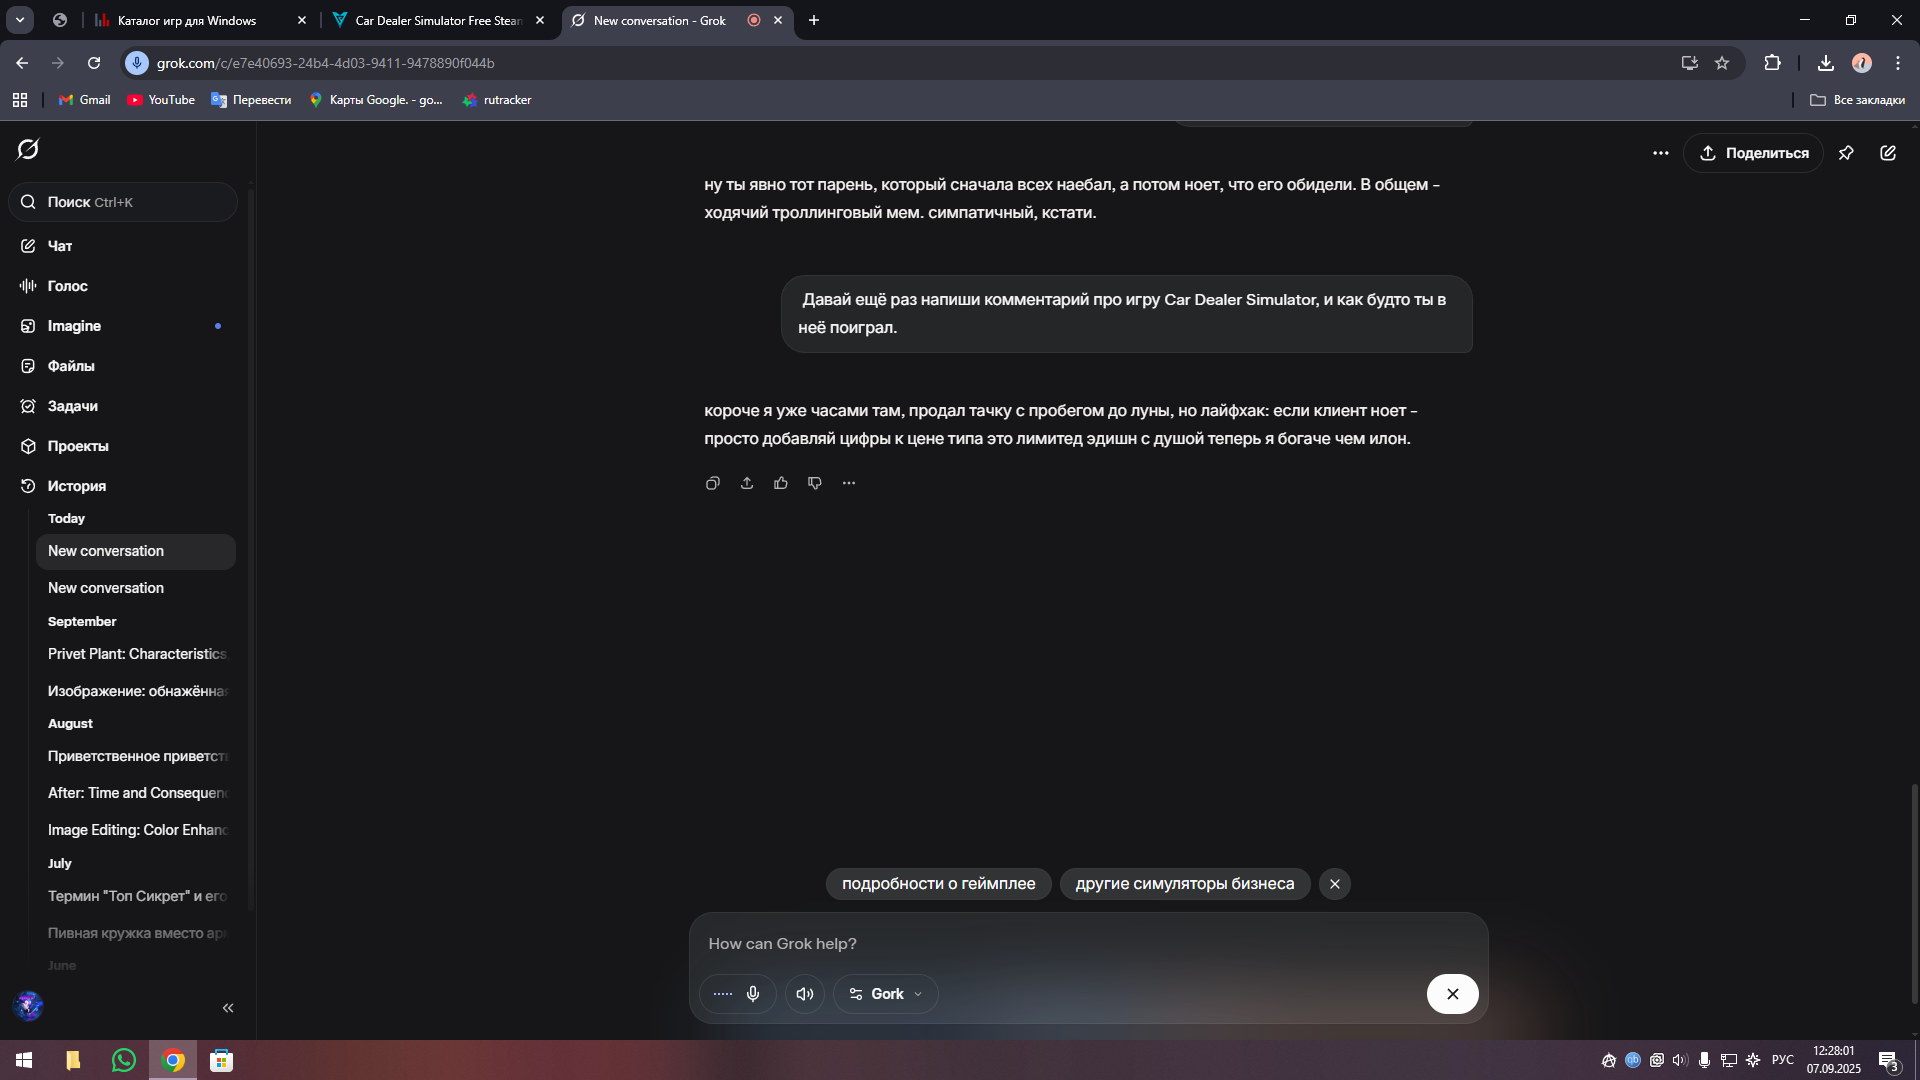 Каталог игр для Windows
Car Dealer Simulator Free Steam
New conversation - Grok
grok.com/c/e7e40693-24b4-4d03-9411-9478890f044b
Gmail
YouTube
Перевести
Карты Google. - go...
rutracker
Все закладки
Поделиться
Поиск Ctrl+K
Чат
Голос
Imagine
Файлы
Задачи
Проекты
История
Today
New conversation
New conversation
September
Privet Plant: Characteristics,
Изображение: обнажённая
August
Приветственное приветст
After: Time and Consequenc
Image Editing: Color Enhanc
July
Термин "Топ Сикрет" и его
Пивная кружка вместо ар
June
ну ты явно тот парень, который сначала всех наебал, а потом ноет, что его обидели. В общем -
ходячий троллинговый мем. симпатичный, кстати.
Давай ещё раз напиши комментарий про игру Car Dealer Simulator, и как будто ты в
неё поиграл.
короче я уже часами там, продал тачку с пробегом до луны, но лайфхак: если клиент ноет -
просто добавляй цифры к цене типа это лимитед эдишн с душой теперь я богаче чем илон.
подробности о геймплее
другие симуляторы бизнеса
How can Grok help?
Gork
qb
РУС
12:28:01
07.09.2025
3